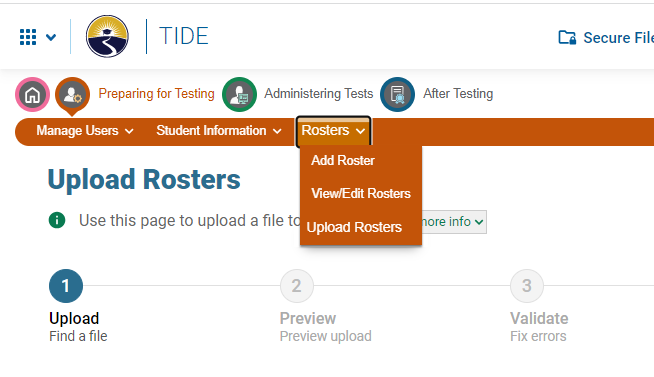 TIDE
Secure File
Preparing for Testing Administering Tests After Testing
Manage Users Student Information Rosters
Add Roster
View/Edit Rosters
Upload Rosters
Upload Rosters
Use this page to upload a file to more info
1 2 3
Upload Preview Validate
Find a file Preview upload Fix errors